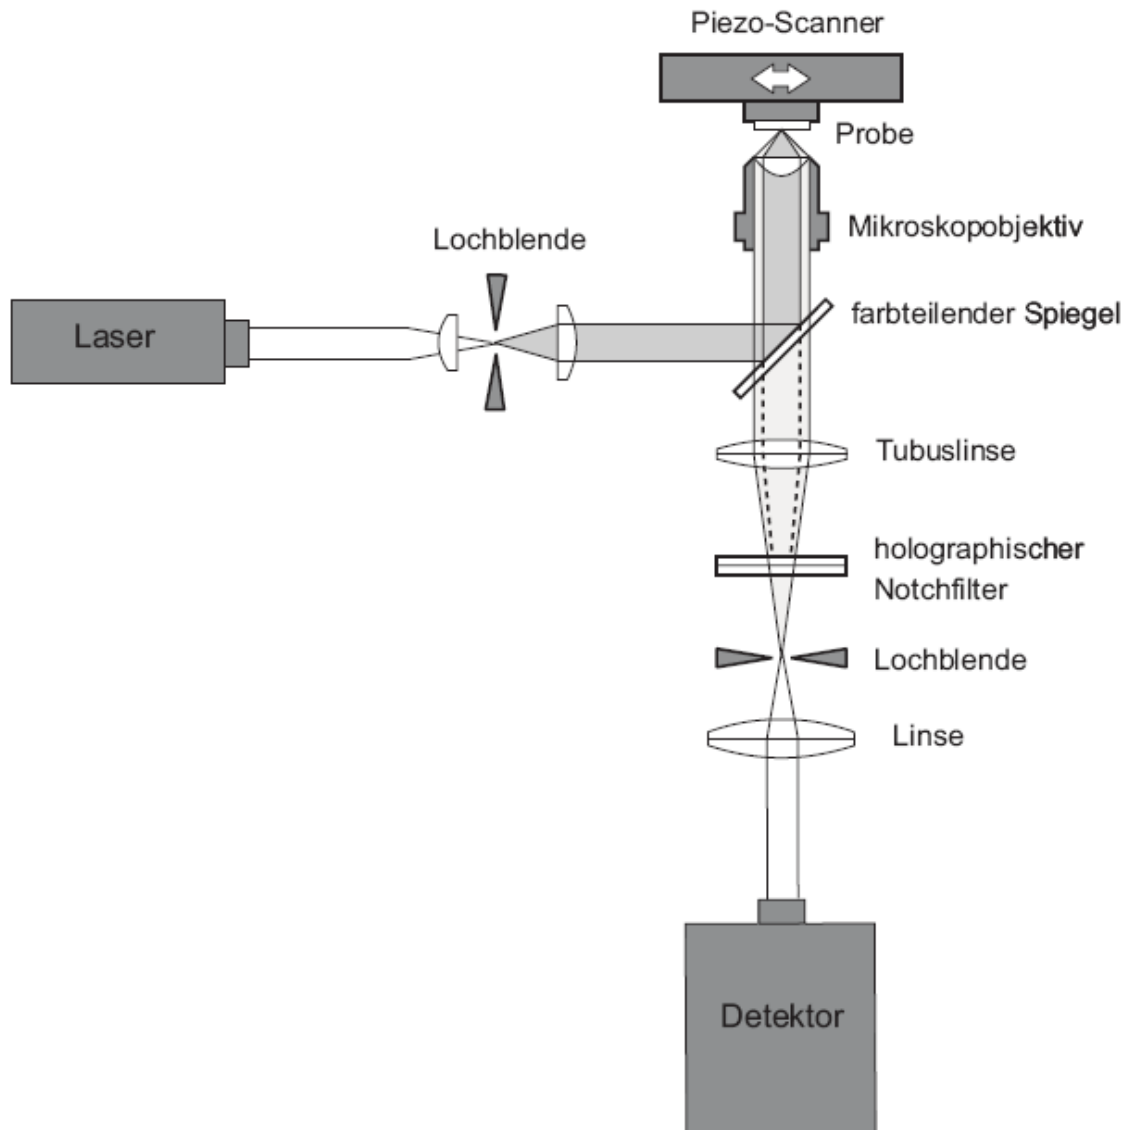 Piezo-Scanner
Probe
Mikroskopobjektiv
Lochblende
farbteilender Spiegel
Laser
Tubuslinse
holographischer
Notchfilter
Lochblende
Linse
Detektor